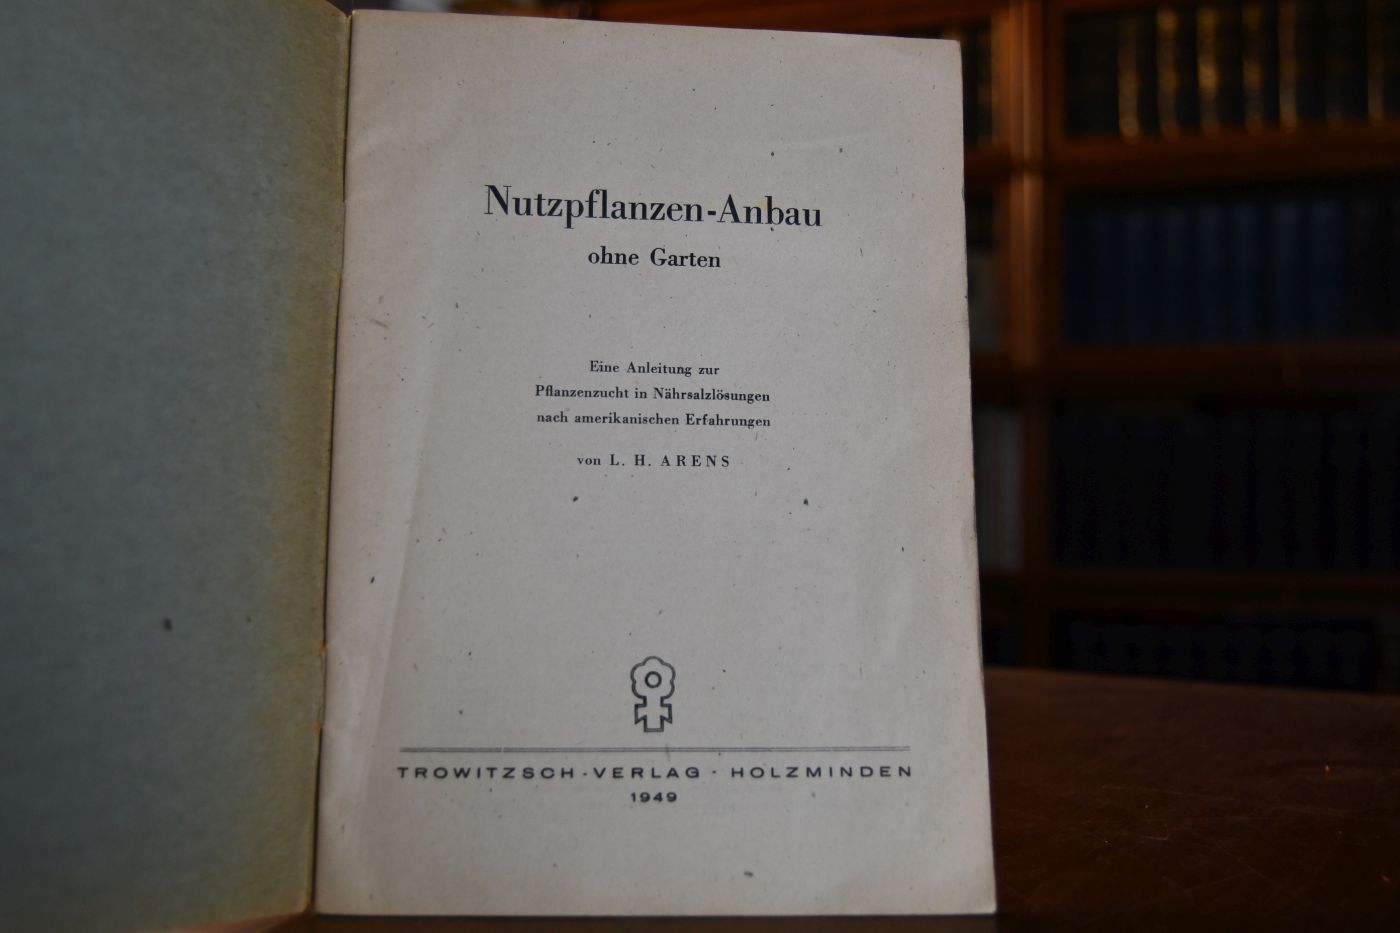 Nutzpflanzen-Anbau
ohne Garten
Eine Anleitung zur
Pflanzenzucht in Nährsalzlösungen
nach amerikanischen Erfahrungen
von L. H. ARENS
TROWITZSCH-VERLAG · HOLZMINDEN
1949